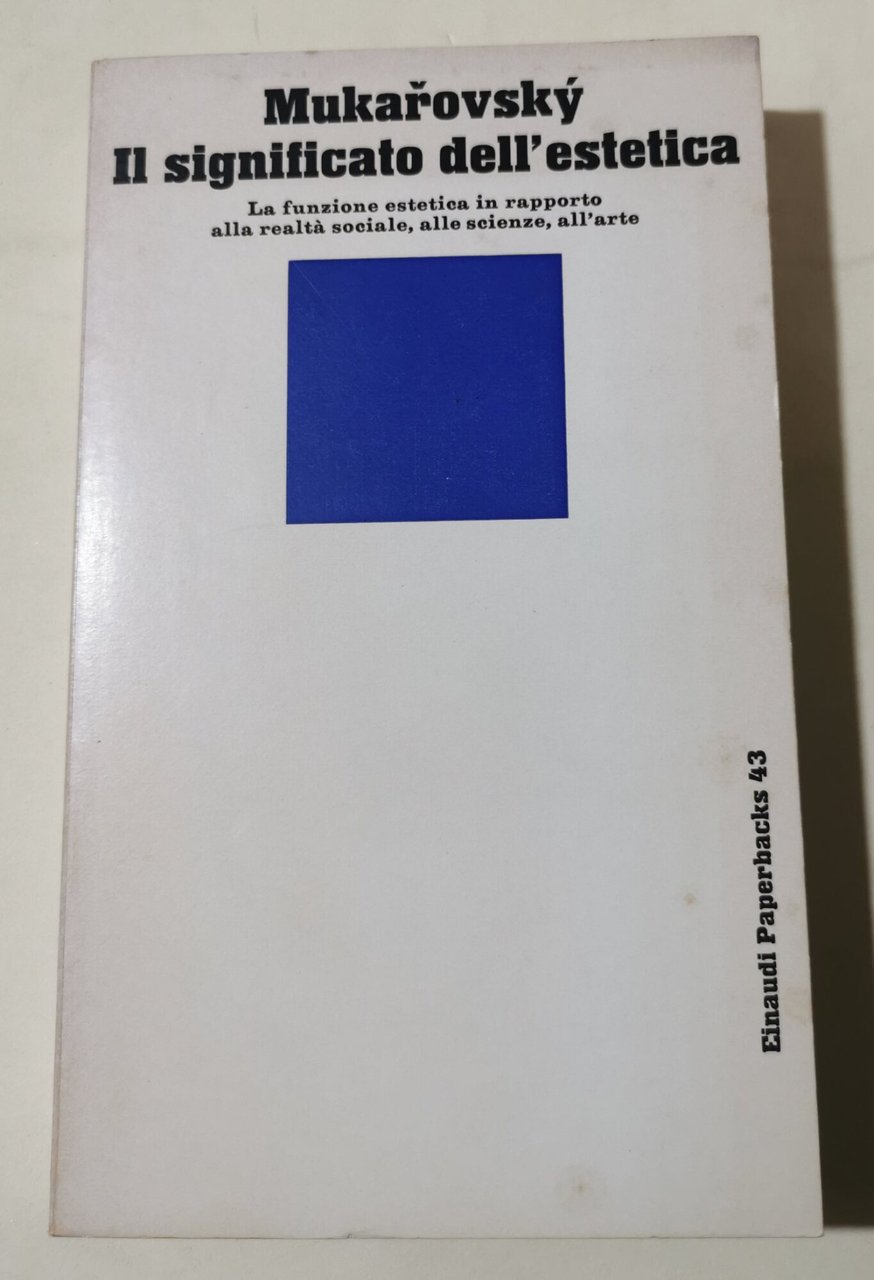 Mukařovský
Il significato dell'estetica
La funzione estetica in rapporto
alla realtà sociale, alle scienze, all'arte
Einaudi Paperbacks 43